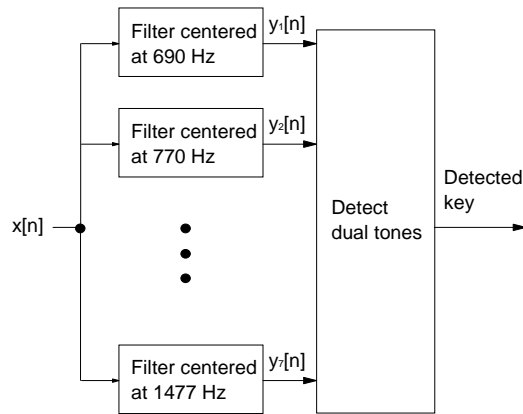 Filter centered
at 690 Hz
y1[n]
Filter centered
at 770 Hz
y2[n]
x[n]
Detect
dual tones
Detected
key
Filter centered
at 1477 Hz
y7[n]